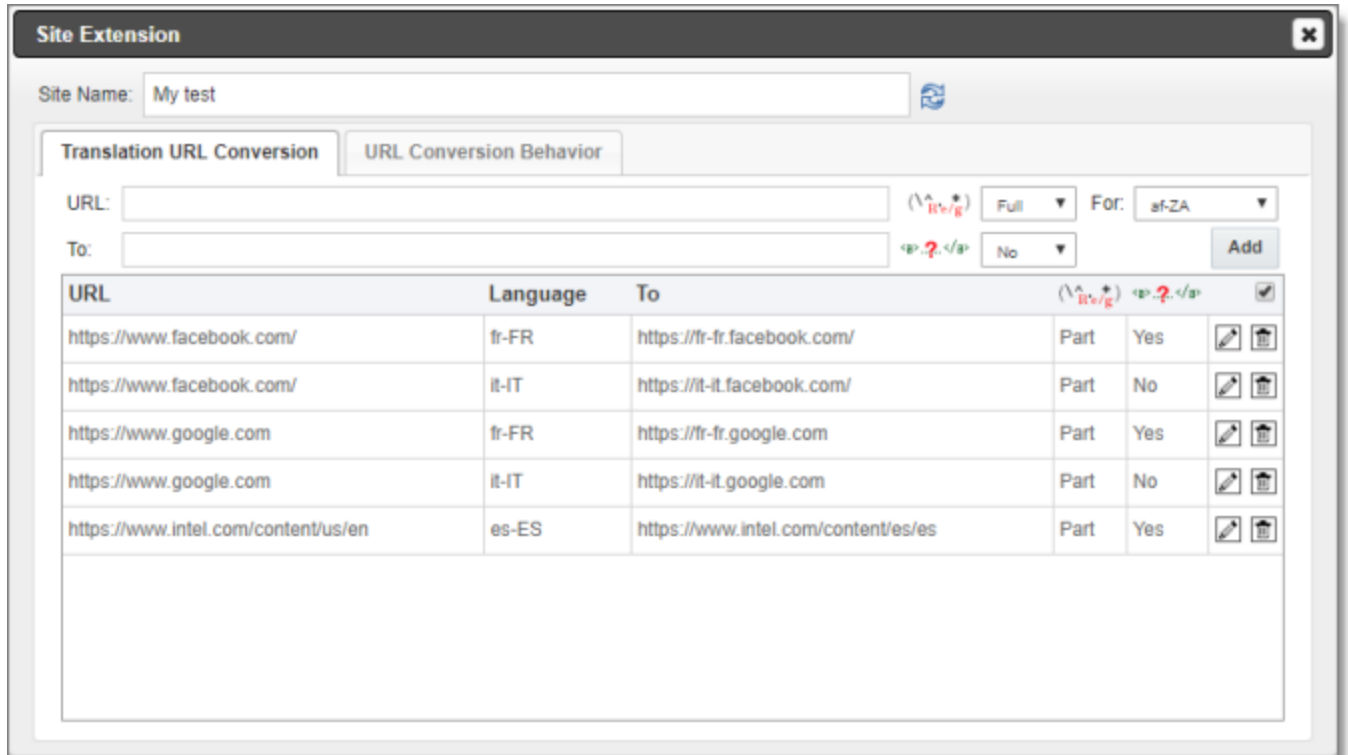 Site Extension
Site Name: My test
Translation URL Conversion URL Conversion Behavior
URL: (\^.,*) Re/g Full For: af-ZA
To: <g>..?..</g> No Add
URL Language To (\^.,*) Re/g <g>..?..</g>
https://www.facebook.com/ fr-FR https://fr-fr.facebook.com/ Part Yes
https://www.facebook.com/ it-IT https://it-it.facebook.com/ Part No
https://www.google.com fr-FR https://fr-fr.google.com Part Yes
https://www.google.com it-IT https://it-it.google.com Part No
https://www.intel.com/content/us/en es-ES https://www.intel.com/content/es/es Part Yes